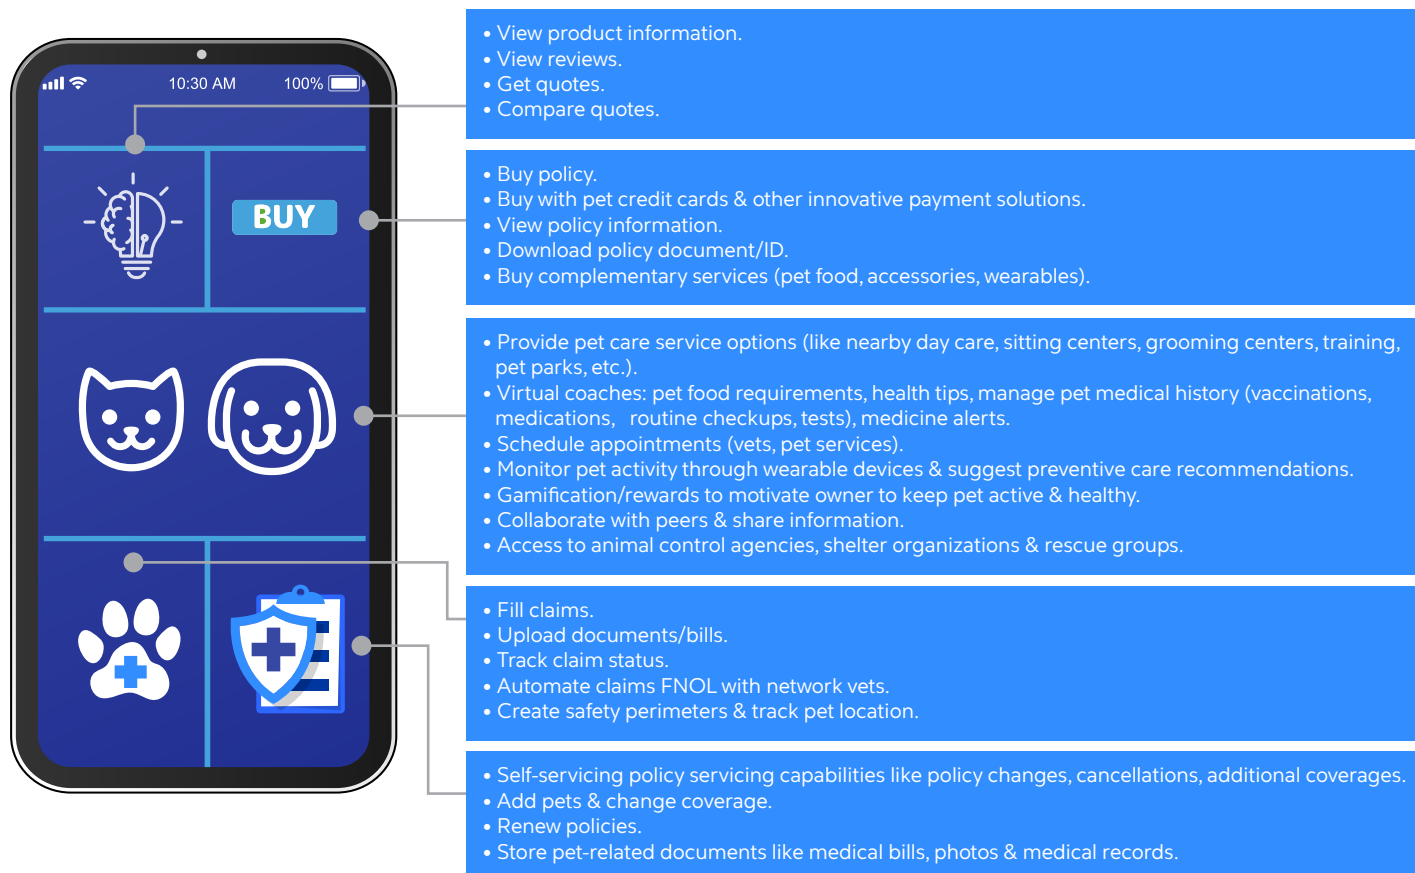 10:30 AM
100%
BUY
• View product information.
• View reviews.
• Get quotes.
• Compare quotes.
• Buy policy.
• Buy with pet credit cards & other innovative payment solutions.
• View policy information.
• Download policy document/ID.
• Buy complementary services (pet food, accessories, wearables).
• Provide pet care service options (like nearby day care, sitting centers, grooming centers, training,
pet parks, etc.).
• Virtual coaches: pet food requirements, health tips, manage pet medical history (vaccinations,
medications, routine checkups, tests), medicine alerts.
• Schedule appointments (vets, pet services).
• Monitor pet activity through wearable devices & suggest preventive care recommendations.
• Gamification/rewards to motivate owner to keep pet active & healthy.
• Collaborate with peers & share information.
• Access to animal control agencies, shelter organizations & rescue groups.
• Fill claims.
• Upload documents/bills.
• Track claim status.
• Automate claims FNOL with network vets.
• Create safety perimeters & track pet location.
• Self-servicing policy servicing capabilities like policy changes, cancellations, additional coverages.
• Add pets & change coverage.
• Renew policies.
• Store pet-related documents like medical bills, photos & medical records.